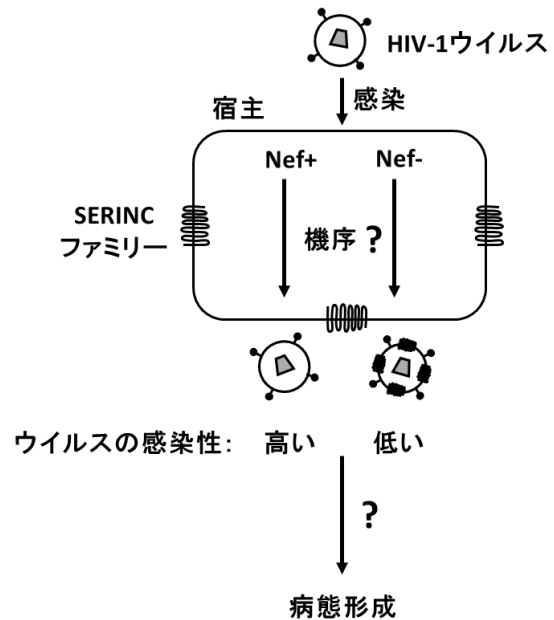 HIV-1ウイルス
感染
宿主
Nef+ Nef-
SERINC
ファミリー
機序 ?
ウイルスの感染性: 高い 低い
?
病態形成